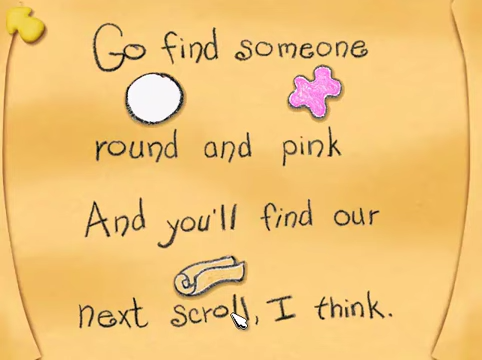 Go find someone
round and pink
And you'll find our
next scroll, I think.